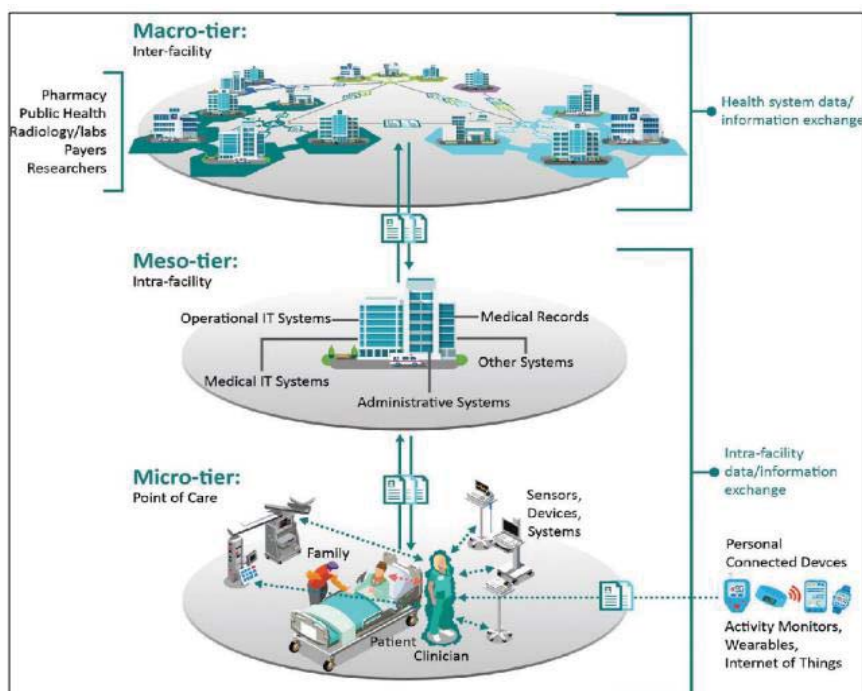 Macro-tier:
Inter-facility
Pharmacy
Public Health
Radiology/labs
Payers
Researchers
Health system data/
information exchange
Meso-tier:
Intra-facility
Operational IT Systems
Medical Records
Medical IT Systems
Other Systems
Administrative Systems
Micro-tier:
Point of Care
Sensors,
Devices,
Systems
Family
Patient
Clinician
Intra-facility
data/information
exchange
Personal
Connected Devces
Activity Monitors,
Wearables,
Internet of Things